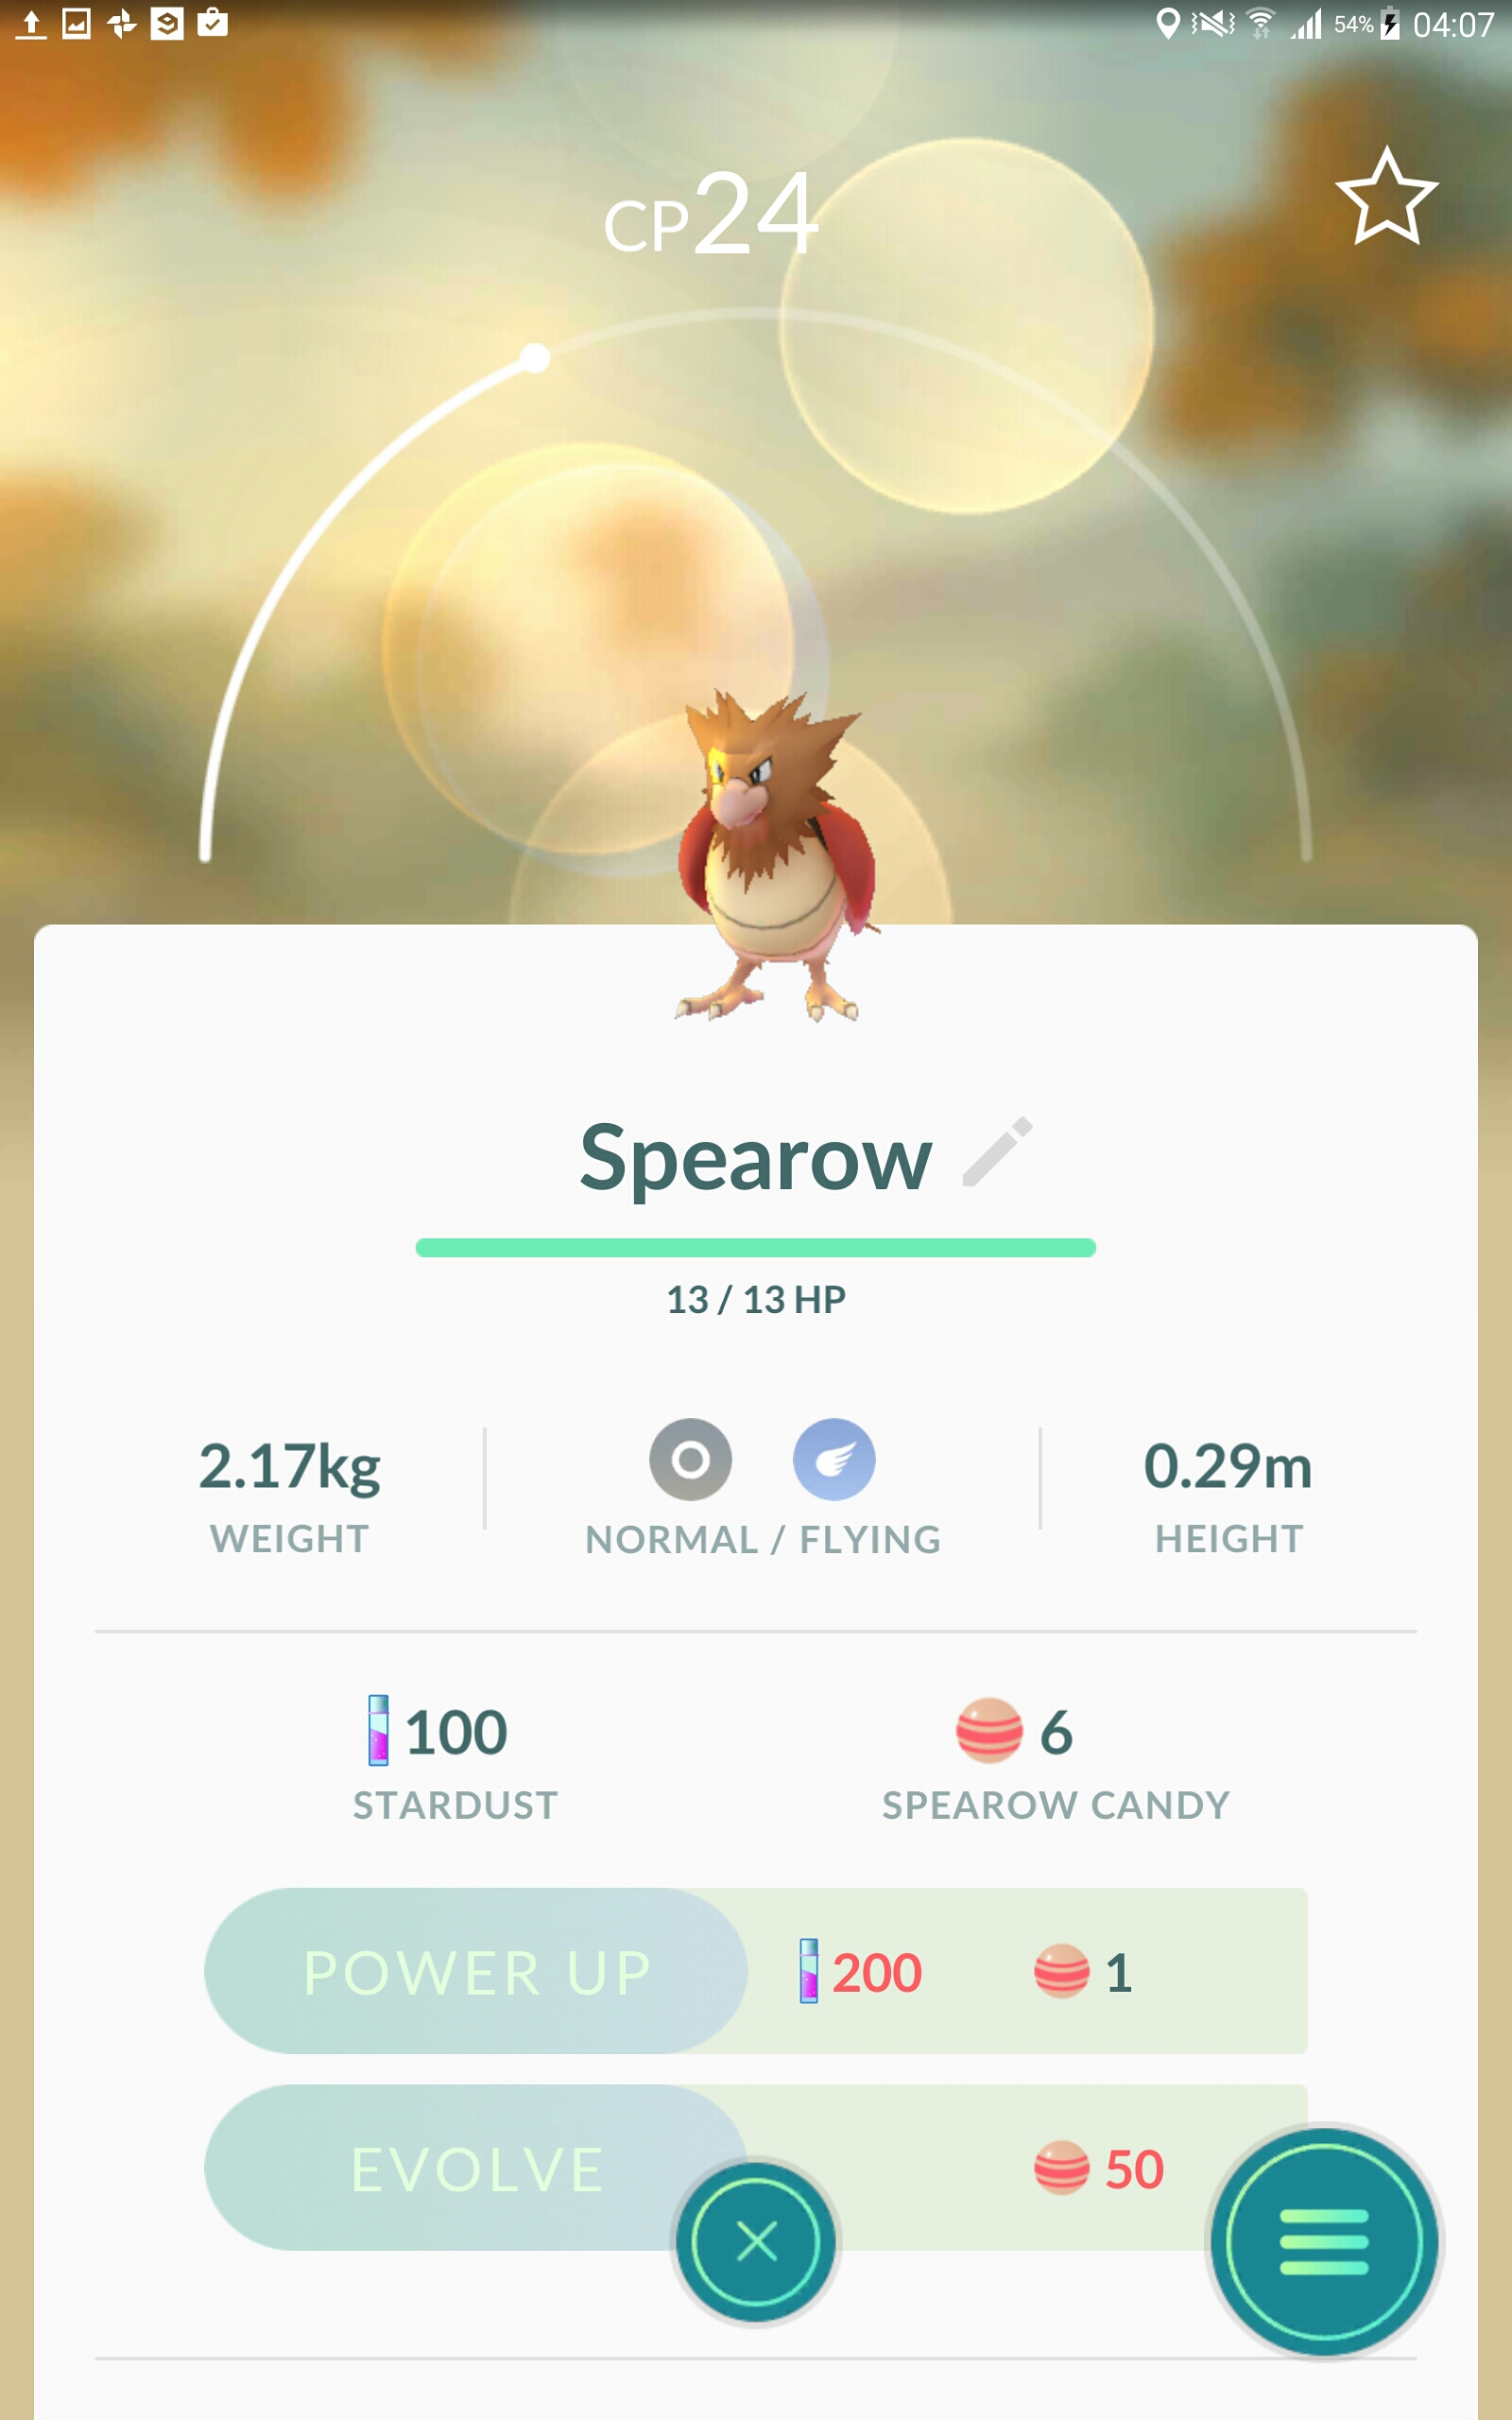 54% 04:07
CP24
Spearow
13 / 13 HP
2.17kg
WEIGHT
NORMAL / FLYING
0.29m
HEIGHT
100
STARDUST
6
SPEAROW CANDY
POWER UP 200 1
EVOLVE 50